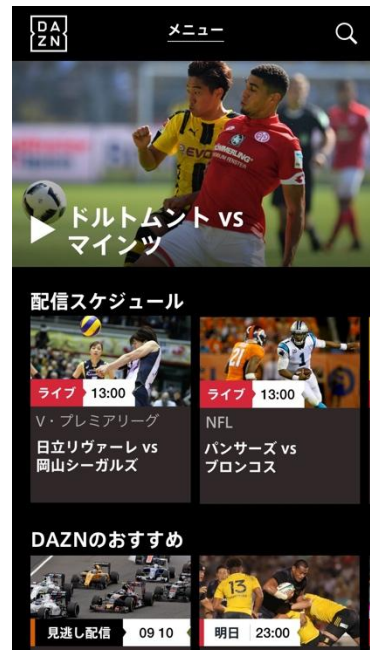 DA
ZN
メニュー
ドルトムント vs
マインツ
配信スケジュール
ライブ 13:00
ライブ 13:00
V・プレミアリーグ
NFL
日立リヴァーレ vs
岡山シーガルズ
パンサーズ vs
ブロンコス
DAZNのおすすめ
見逃し配信 09 10
明日 23:00
13